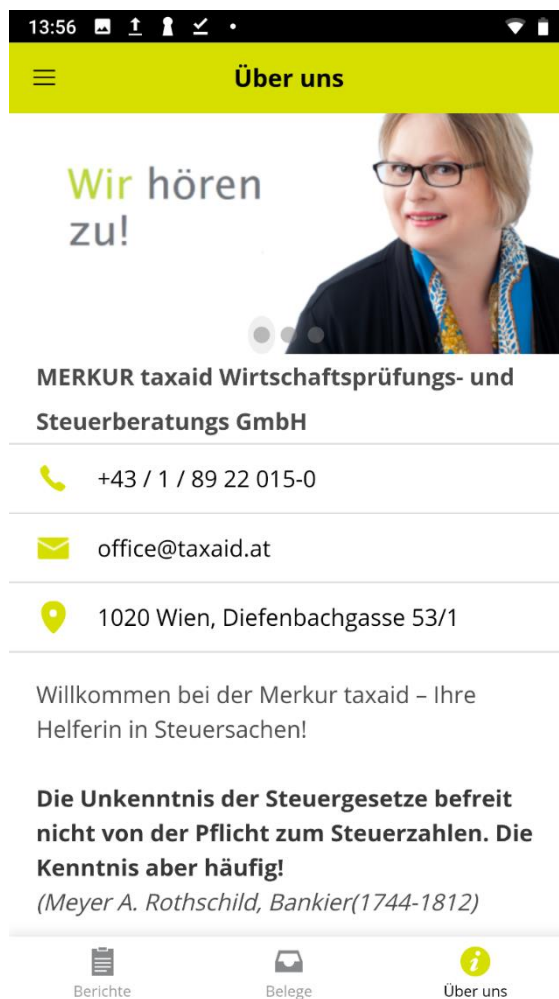 13:56
Über uns
Wir hören
zu!
MERKUR taxaid Wirtschaftsprüfungs- und
Steuerberatungs GmbH
+43 / 1 / 89 22 015-0
office@taxaid.at
1020 Wien, Diefenbachgasse 53/1
Willkommen bei der Merkur taxaid – Ihre
Helferin in Steuersachen!
Die Unkenntnis der Steuergesetze befreit
nicht von der Pflicht zum Steuerzahlen. Die
Kenntnis aber häufig!
(Meyer A. Rothschild, Bankier(1744-1812)
Berichte
Belege
Über uns